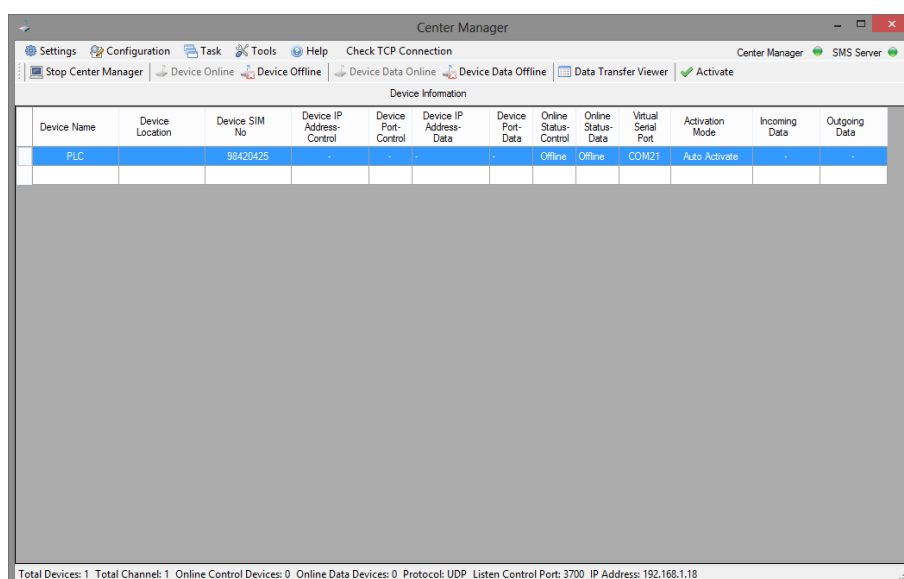 Center Manager
Settings Configuration Task Tools Help Check TCP Connection Center Manager SMS Server
Stop Center Manager Device Online Device Offline Device Data Online Device Data Offline Data Transfer Viewer Activate
Device Information
Device Name Device Location Device SIM No Device IP Address-Control Device Port-Control Device IP Address-Data Device Port-Data Online Status-Control Online Status-Data Virtual Serial Port Activation Mode Incoming Data Outgoing Data
PLC 98420425 - - - - Offline Offline COM21 Auto Activate - -
Total Devices: 1 Total Channel: 1 Online Control Devices: 0 Online Data Devices: 0 Protocol: UDP Listen Control Port: 3700 IP Address: 192.168.1.18